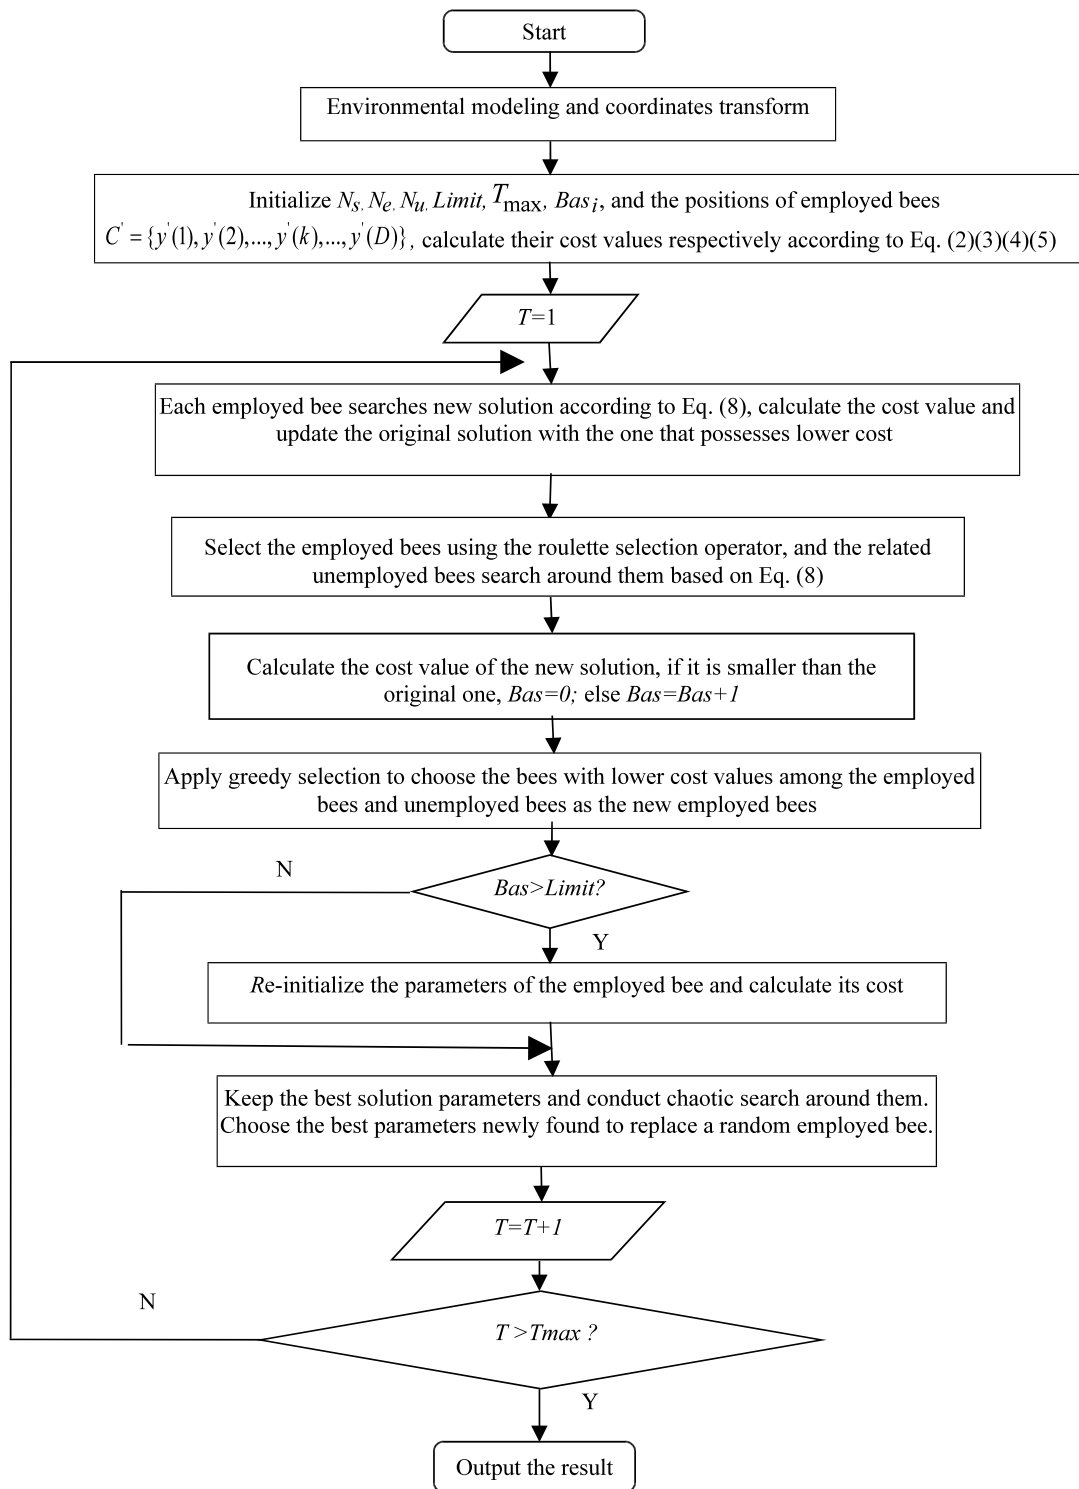 Start
Environmental modeling and coordinates transform
Initialize Ns, Ne, Nu, Limit, Tmax, Basi, and the positions of employed bees
C' = {y'(1), y'(2),..., y'(k),..., y'(D)}, calculate their cost values respectively according to Eq. (2)(3)(4)(5)
T=1
Each employed bee searches new solution according to Eq. (8), calculate the cost value and
update the original solution with the one that possesses lower cost
Select the employed bees using the roulette selection operator, and the related
unemployed bees search around them based on Eq. (8)
Calculate the cost value of the new solution, if it is smaller than the
original one, Bas=0; else Bas=Bas+1
Apply greedy selection to choose the bees with lower cost values among the employed
bees and unemployed bees as the new employed bees
N
Bas>Limit?
Y
Re-initialize the parameters of the employed bee and calculate its cost
Keep the best solution parameters and conduct chaotic search around them.
Choose the best parameters newly found to replace a random employed bee.
T=T+1
N
T >Tmax ?
Y
Output the result